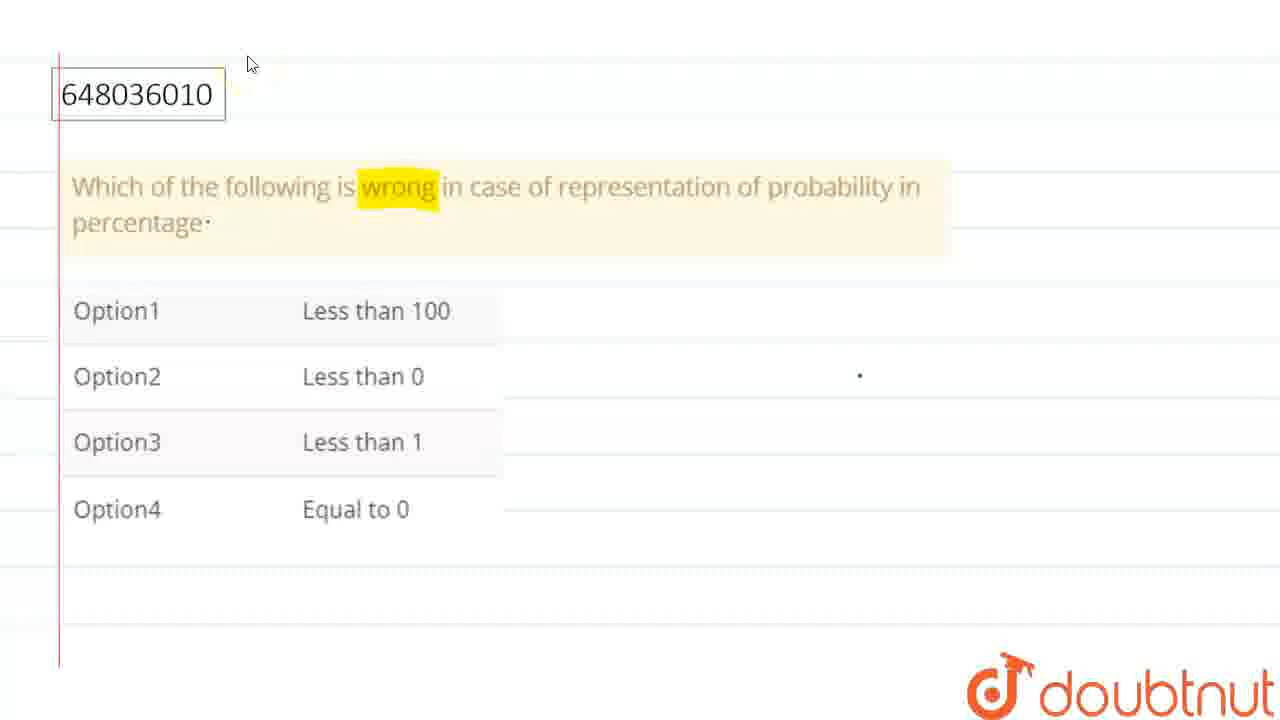 648036010
Which of the following is wrong in case of representation of probability in
percentage·
Option1 Less than 100
Option2 Less than 0
Option3 Less than 1
Option4 Equal to 0
doubtnut